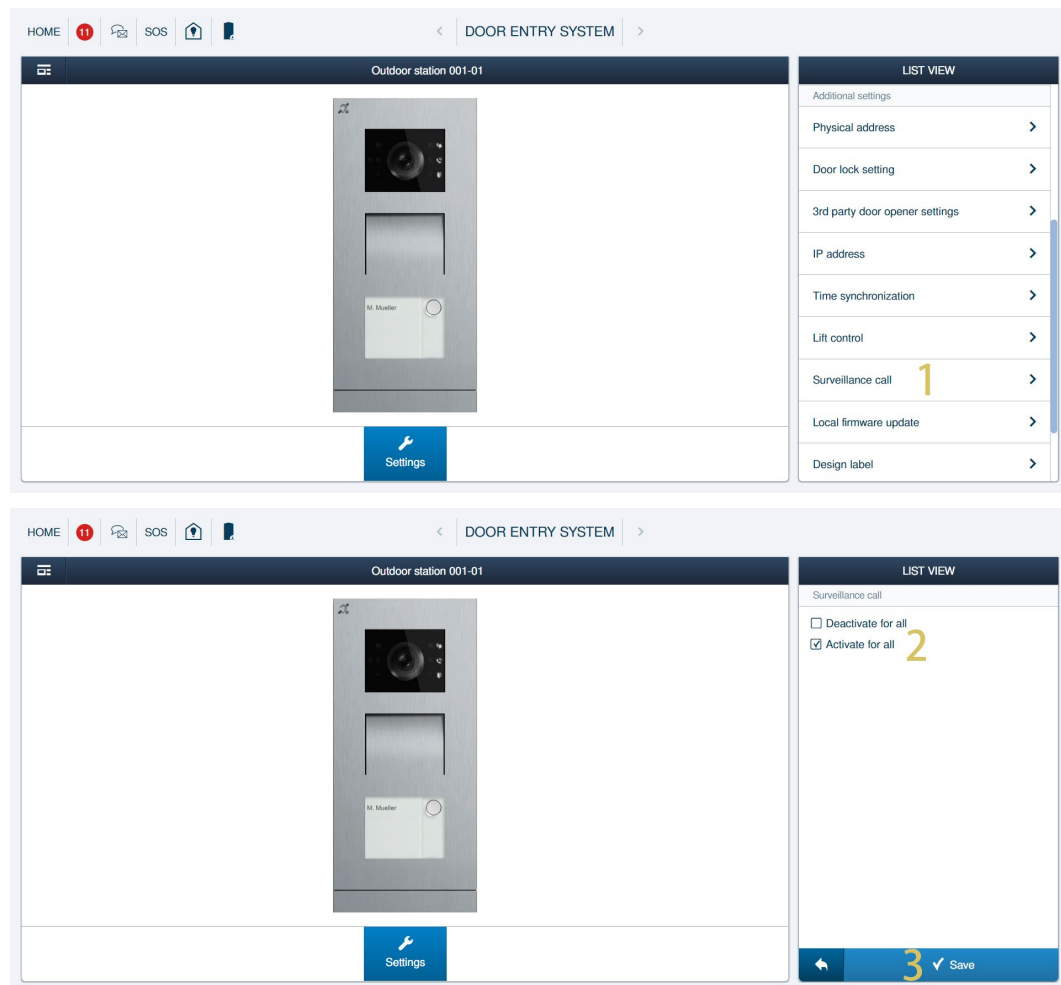 HOME 11 SOS < DOOR ENTRY SYSTEM >
Outdoor station 001-01
M. Mueller
Settings
LIST VIEW
Additional settings
Physical address
Door lock setting
3rd party door opener settings
IP address
Time synchronization
Lift control
Surveillance call 1
Local firmware update
Design label
HOME 11 SOS < DOOR ENTRY SYSTEM >
Outdoor station 001-01
M. Mueller
Settings
LIST VIEW
Surveillance call
Deactivate for all
Activate for all 2
3 Save